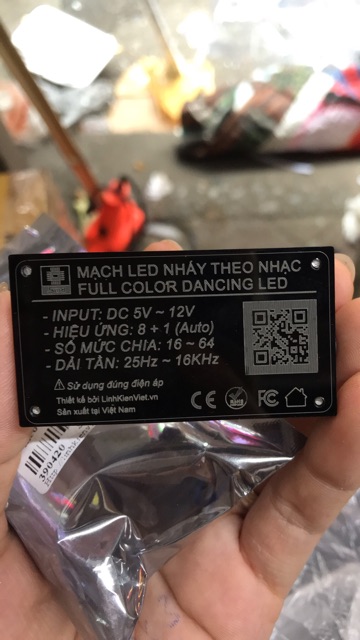 MẠCH LED NHÁY THEO NHẠC
FULL COLOR DANCING LED
- INPUT: DC 5V ~ 12V
- HIỆU ỨNG: 8 + 1 (Auto)
- SỐ MỨC CHIA: 16 ~ 64
- DẢI TẦN: 25Hz ~ 16KHz
⚠ Sử dụng đúng điện áp
Thiết kế bởi LinhKienViet.vn
Sản xuất tại Việt Nam
CE FC
390420